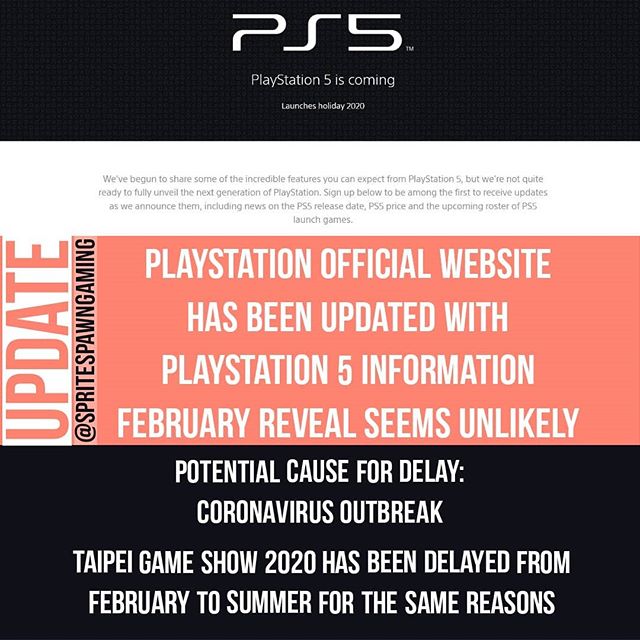 PS5™
PlayStation 5 is coming
Launches holiday 2020
We've begun to share some of the incredible features you can expect from PlayStation 5, but we're not quite
ready to fully unveil the next generation of PlayStation. Sign up below to be among the first to receive updates
as we announce them, including news on the PS5 release date, PS5 price and the upcoming roster of PS5
launch games.
UPDATE
@SPRITESPAWNGAMING
PLAYSTATION OFFICIAL WEBSITE
HAS BEEN UPDATED WITH
PLAYSTATION 5 INFORMATION
FEBRUARY REVEAL SEEMS UNLIKELY
POTENTIAL CAUSE FOR DELAY:
CORONAVIRUS OUTBREAK
TAIPEI GAME SHOW 2020 HAS BEEN DELAYED FROM
FEBRUARY TO SUMMER FOR THE SAME REASONS